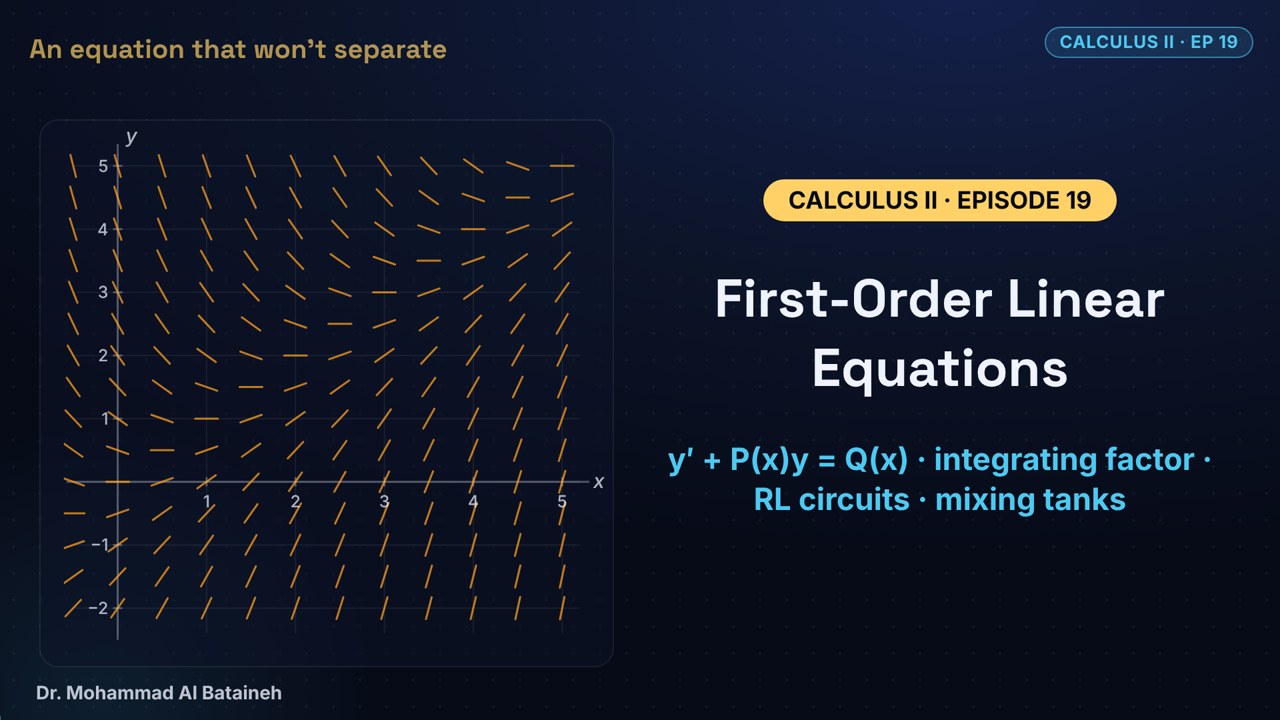 An equation that won't separate
CALCULUS II · EP 19
y
5
4
3
2
1
−1
−2
1 2 3 4 5
x
CALCULUS II · EPISODE 19
First-Order Linear
Equations
y′ + P(x)y = Q(x) · integrating factor ·
RL circuits · mixing tanks
Dr. Mohammad Al Bataineh